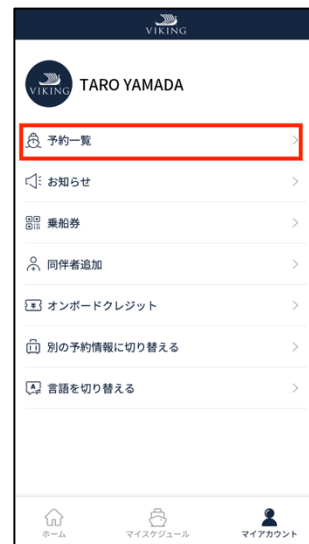 VIKING
VIKING
TARO YAMADA
予約一覧
お知らせ
乗船券
同伴者追加
オンボードクレジット
別の予約情報に切り替える
言語を切り替える
ホーム
マイスケジュール
マイアカウント